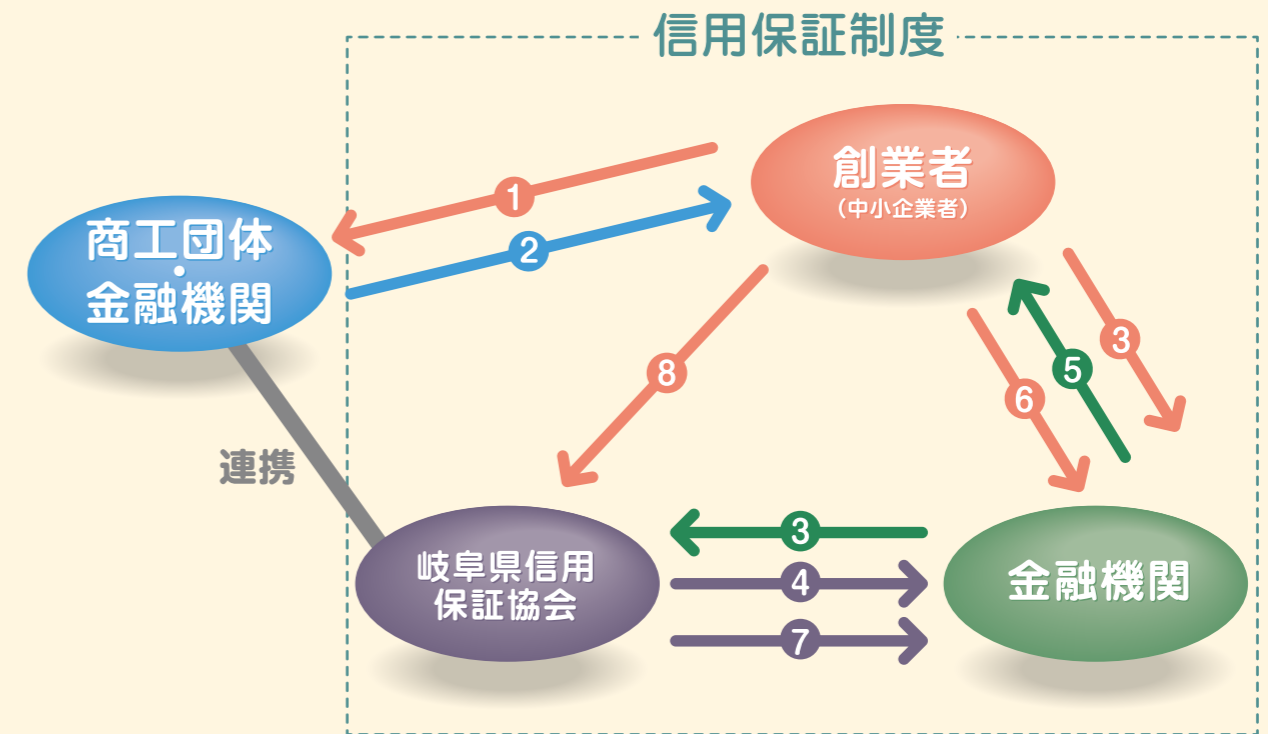 信用保証制度
創業者
（中小企業者）
1
2
商工団体
・
金融機関
3
5
6
8
連携
岐阜県信用
保証協会
3
4
7
金融機関